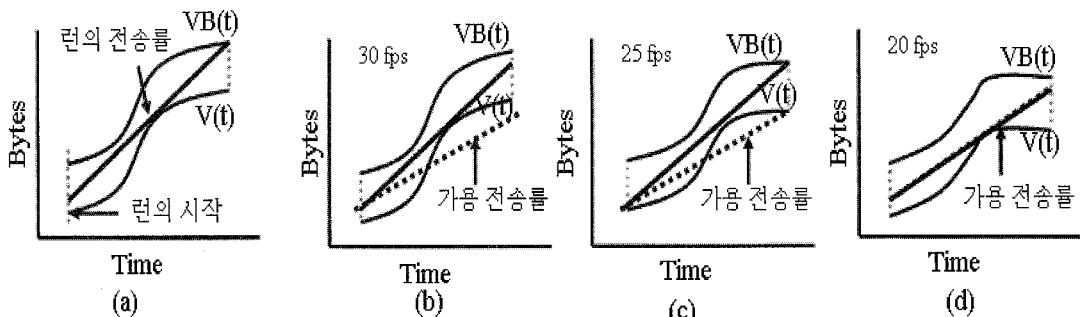 런의 전송률
VB(t)
V(t)
Bytes
런의 시작
Time
(a)
30 fps
VB(t)
V(t)
Bytes
가용 전송률
Time
(b)
25 fps
VB(t)
V(t)
Bytes
가용 전송률
Time
(c)
20 fps
VB(t)
V(t)
Bytes
가용 전송률
Time
(d)